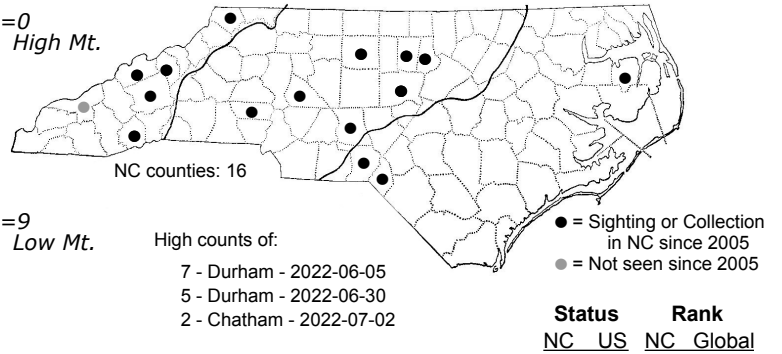 =0
High Mt.
NC counties: 16
=9
Low Mt.
High counts of:
7 - Durham - 2022-06-05
5 - Durham - 2022-06-30
2 - Chatham - 2022-07-02
● = Sighting or Collection
in NC since 2005
● = Not seen since 2005
Status Rank
NC US NC Global